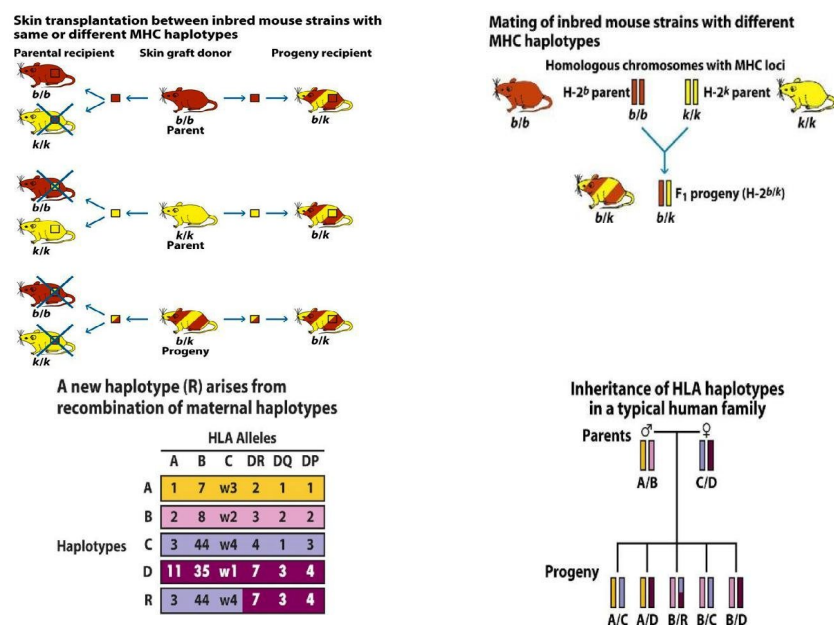 Skin transplantation between inbred mouse strains with
same or different MHC haplotypes
Parental recipient Skin graft donor Progeny recipient
b/b
k/k
b/b
Parent
b/k
b/b
k/k
k/k
Parent
b/k
b/b
k/k
b/k
Progeny
b/k
Mating of inbred mouse strains with different
MHC haplotypes
Homologous chromosomes with MHC loci
H-2b parent
H-2k parent
b/b
b/b
k/k
k/k
F1 progeny (H-2b/k)
b/k
b/k
A new haplotype (R) arises from
recombination of maternal haplotypes
HLA Alleles
A B C DR DQ DP
A 1 7 w3 2 1 1
B 2 8 w2 3 2 2
Haplotypes
C 3 44 w4 4 1 3
D 11 35 w1 7 3 4
R 3 44 w4 7 3 4
Inheritance of HLA haplotypes
in a typical human family
Parents ♂ ♀
A/B C/D
Progeny
A/C A/D B/R B/C B/D